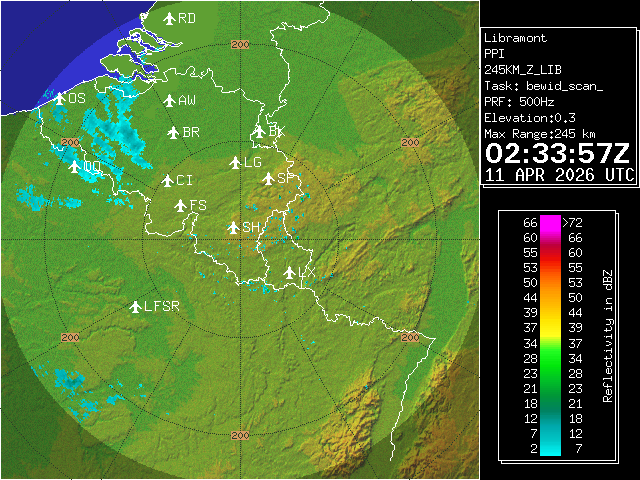 RD
200
OS
AW
BR
BK
200
200
LG
CI
SP
FS
SH
LX
LFSR
200
200
200
Libramont
PPI
245KM_Z_LIB
Task: bewid_scan_
PRF: 500Hz
Elevation:0.3
Max Range:245 km
02:33:57Z
11 APR 2026 UTC
66 >72
60 66
55 60
53 55
50 53
44 50
39 44
37 39
34 37
28 34
23 28
21 23
18 21
12 18
7 12
2 7
Reflectivity in dBZ